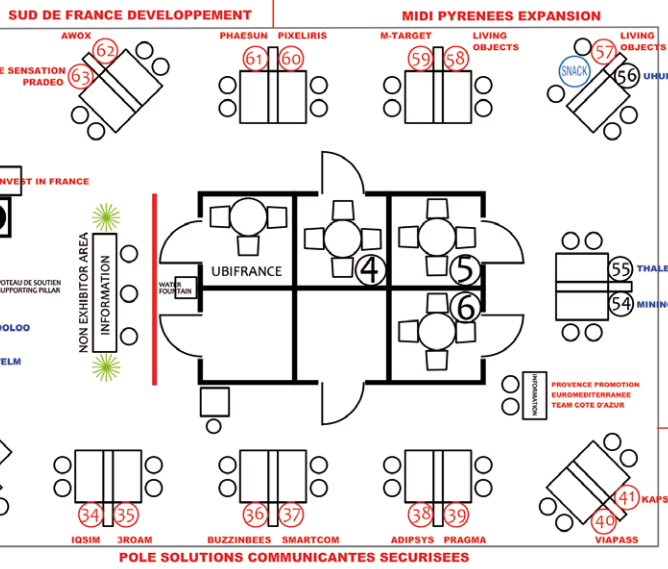 SUD DE FRANCE DEVELOPPEMENT
MIDI PYRENEES EXPANSION
AWOX
PHAESUN
PIXELIRIS
M-TARGET
LIVING
OBJECTS
LIVING
OBJECTS
62
61
60
59
58
57
E SENSATION
PRADEO
63
SNACK
56
UHU
NVEST IN FRANCE
NON EXHIBITOR AREA
INFORMATION
UBIFRANCE
4
5
WATER
FOUNTAIN
55
THALE
POTEAU DE SOUTIEN
SUPPORTING PILLAR
54
MINING
6
OOLOO
ELM
INFORMATION
PROVENCE PROMOTION
EUROMEDITERRANEE
TEAM COTE D'AZUR
34
35
36
37
38
39
40
41
KAPS
IQSIM
3ROAM
BUZZINBEES
SMARTCOM
ADIPSYS
PRAGMA
VIAPASS
POLE SOLUTIONS COMMUNICANTES SECURISEES